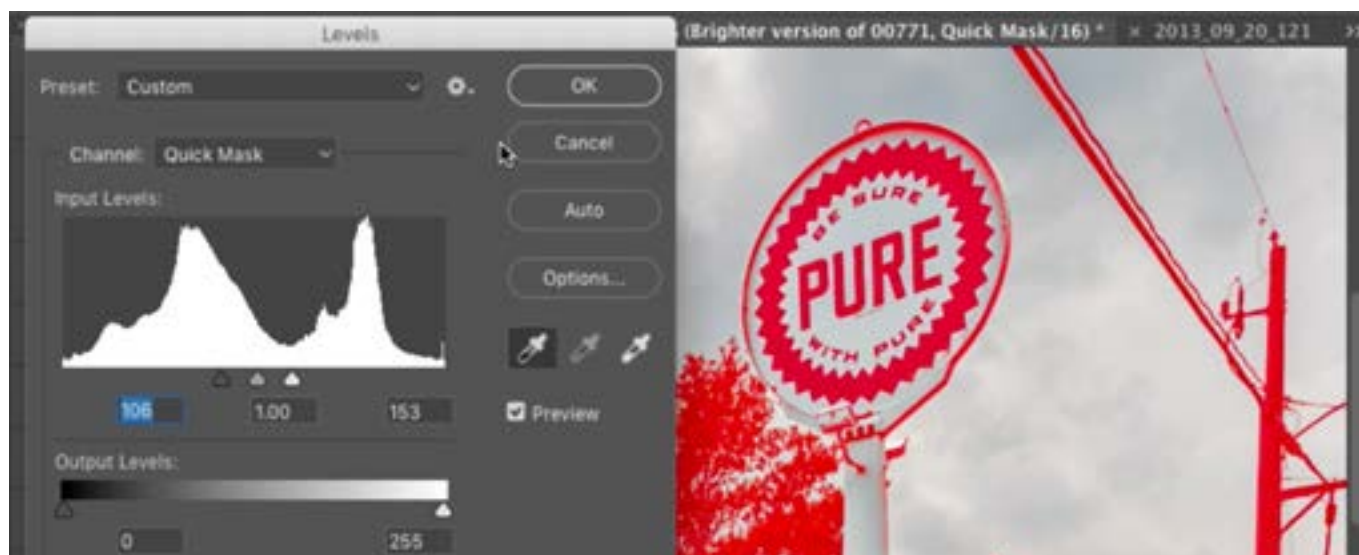 Levels
(Brighter version of 00771, Quick Mask/16) *
× 2013_09_20_121
>>
Preset: Custom
OK
Channel: Quick Mask
Cancel
Input Levels:
Auto
Options...
106 1.00 153
Preview
Output Levels:
0 255
BE SURE
PURE
WITH PURE